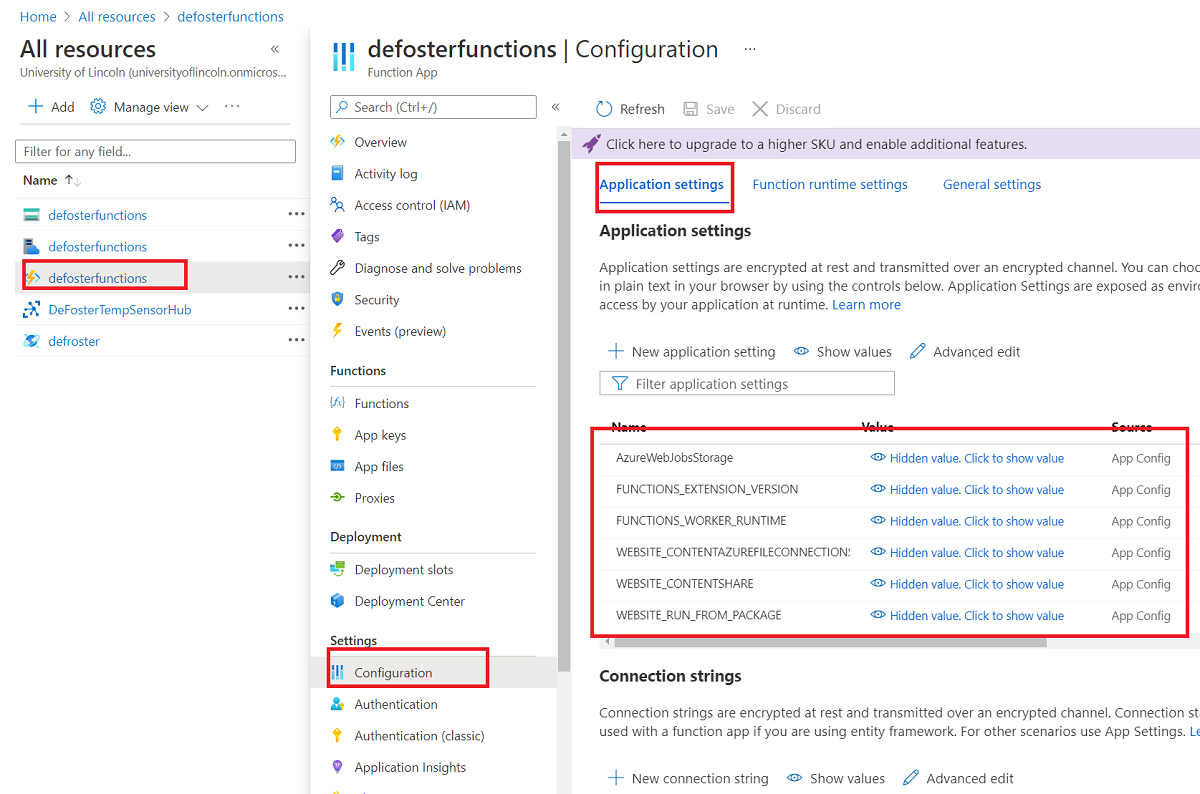 Home > All resources > defosterfunctions
All resources «
University of Lincoln (universityoflincoln.onmicros...
+ Add Manage view ...
Filter for any field...
Name ↑↓
defosterfunctions ...
defosterfunctions ...
defosterfunctions ...
DeFosterTempSensorHub ...
defroster ...
defosterfunctions | Configuration ...
Function App
Search (Ctrl+/) «
Overview
Activity log
Access control (IAM)
Tags
Diagnose and solve problems
Security
Events (preview)
Functions
Functions
App keys
App files
Proxies
Deployment
Deployment slots
Deployment Center
Settings
Configuration
Authentication
Authentication (classic)
Application Insights
Refresh Save Discard
Click here to upgrade to a higher SKU and enable additional features.
Application settings Function runtime settings General settings
Application settings
Application settings are encrypted at rest and transmitted over an encrypted channel. You can choo
in plain text in your browser by using the controls below. Application Settings are exposed as enviro
access by your application at runtime. Learn more
+ New application setting Show values Advanced edit
Filter application settings
Name Value Source
AzureWebJobsStorage Hidden value. Click to show value App Config
FUNCTIONS_EXTENSION_VERSION Hidden value. Click to show value App Config
FUNCTIONS_WORKER_RUNTIME Hidden value. Click to show value App Config
WEBSITE_CONTENTAZUREFILECONNECTIONS Hidden value. Click to show value App Config
WEBSITE_CONTENTSHARE Hidden value. Click to show value App Config
WEBSITE_RUN_FROM_PACKAGE Hidden value. Click to show value App Config
Connection strings
Connection strings are encrypted at rest and transmitted over an encrypted channel. Connection st
used with a function app if you are using entity framework. For other scenarios use App Settings. Le
+ New connection string Show values Advanced edit